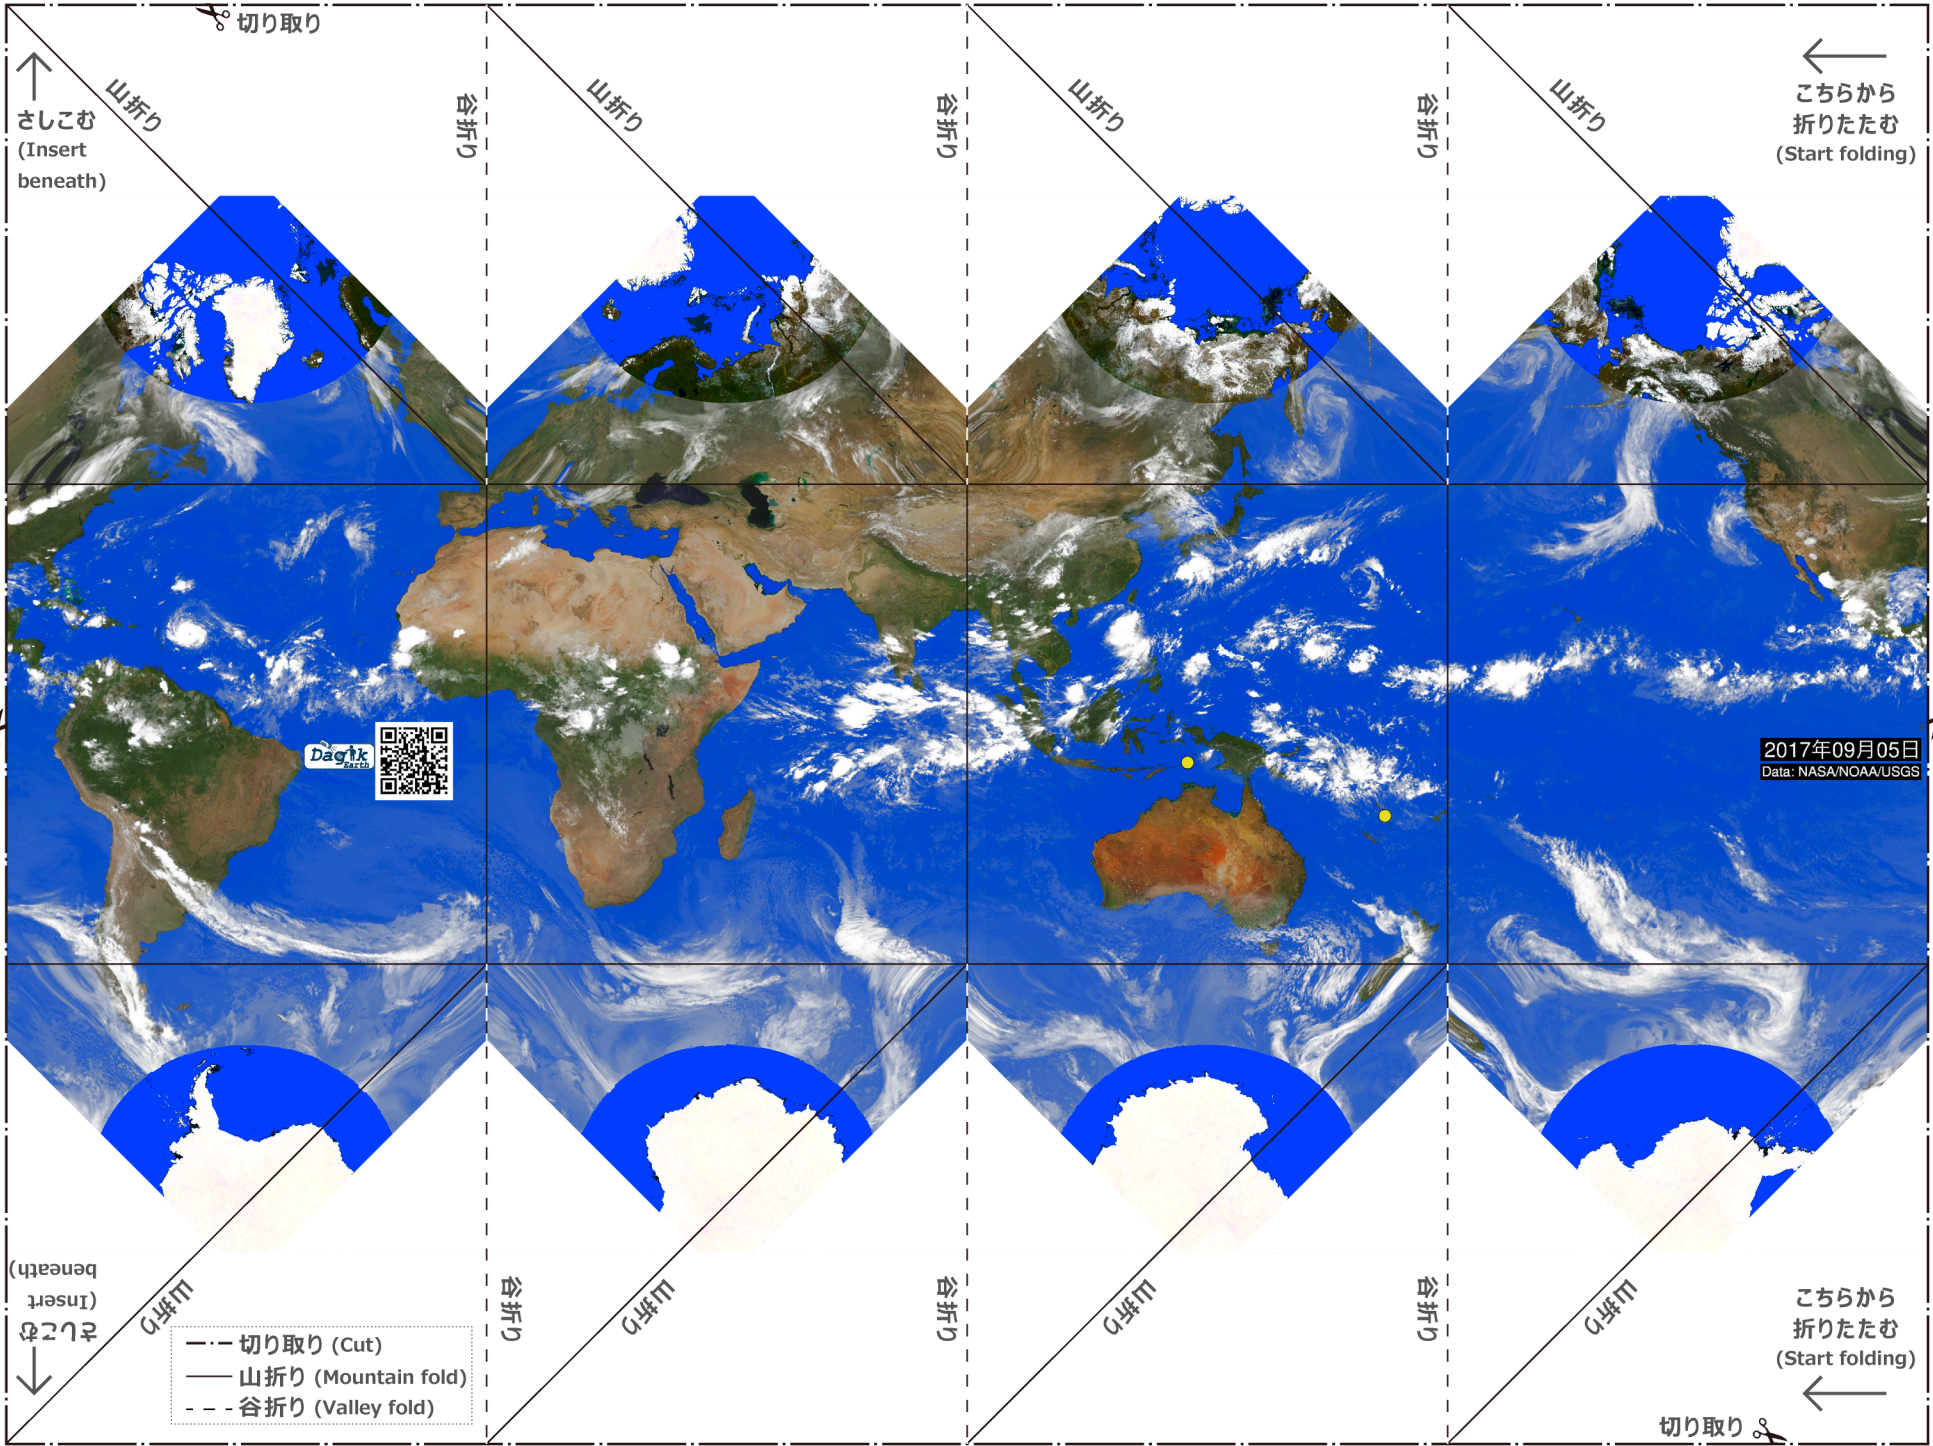 切り取り
山折り
谷折り
山折り
谷折り
山折り
谷折り
山折り
さしこむ
(Insert
beneath)
こちらから
折りたたむ
(Start folding)
Dagik
Earth
2017年09月05日
Data: NASA/NOAA/USGS
さしこむ
(Insert
beneath)
山折り
谷折り
山折り
谷折り
山折り
谷折り
山折り
こちらから
折りたたむ
(Start folding)
切り取り (Cut)
山折り (Mountain fold)
谷折り (Valley fold)
切り取り